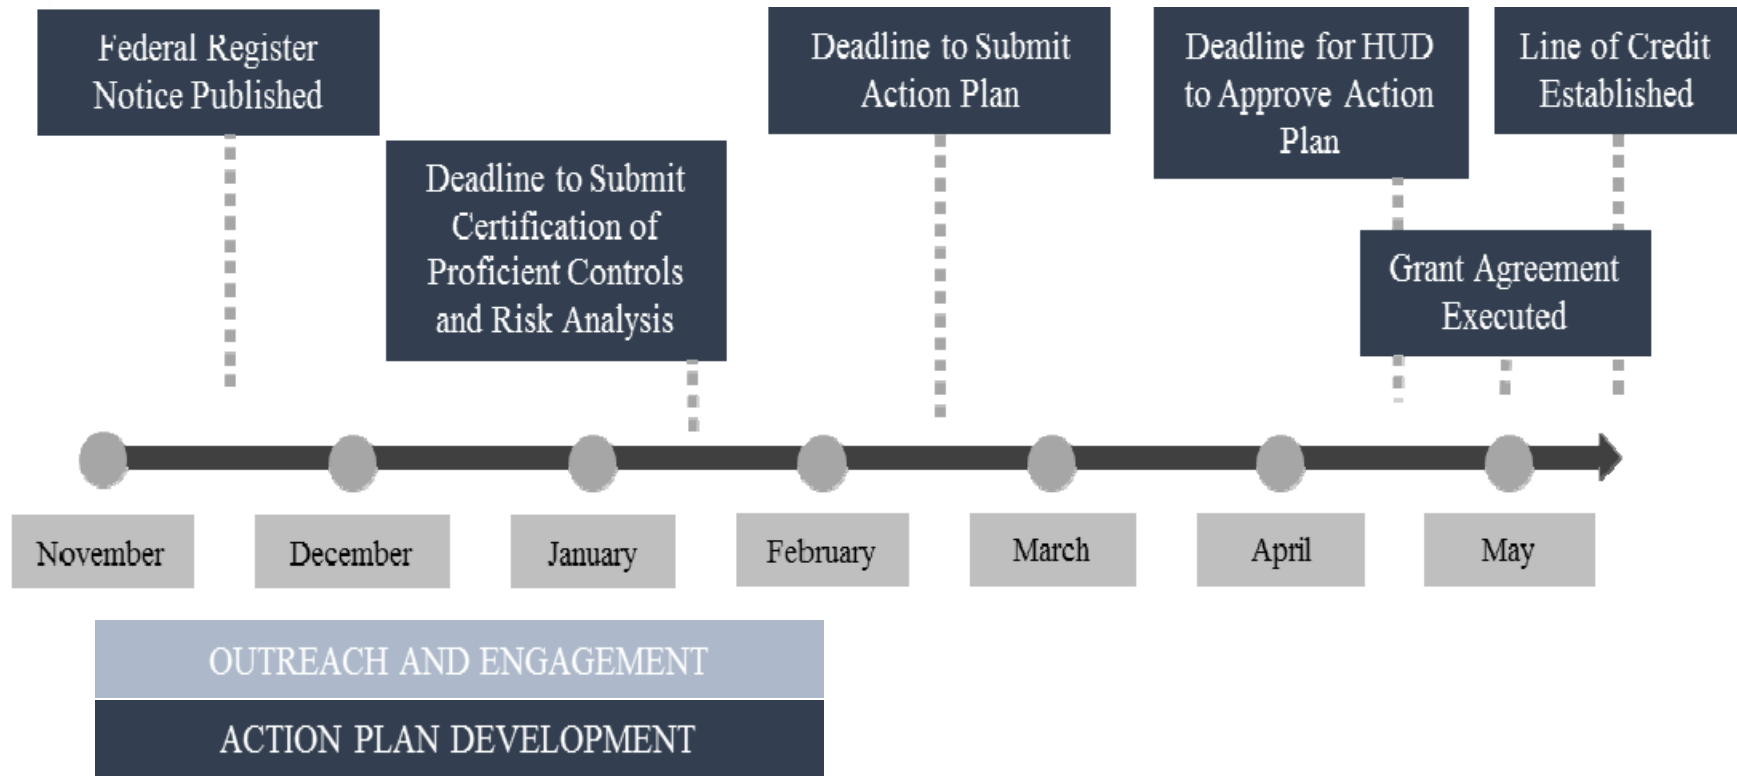 Federal Register
Notice Published
Deadline to Submit
Certification of
Proficient Controls
and Risk Analysis
Deadline to Submit
Action Plan
Deadline for HUD
to Approve Action
Plan
Grant Agreement
Executed
Line of Credit
Established
November
December
January
February
March
April
May
OUTREACH AND ENGAGEMENT
ACTION PLAN DEVELOPMENT